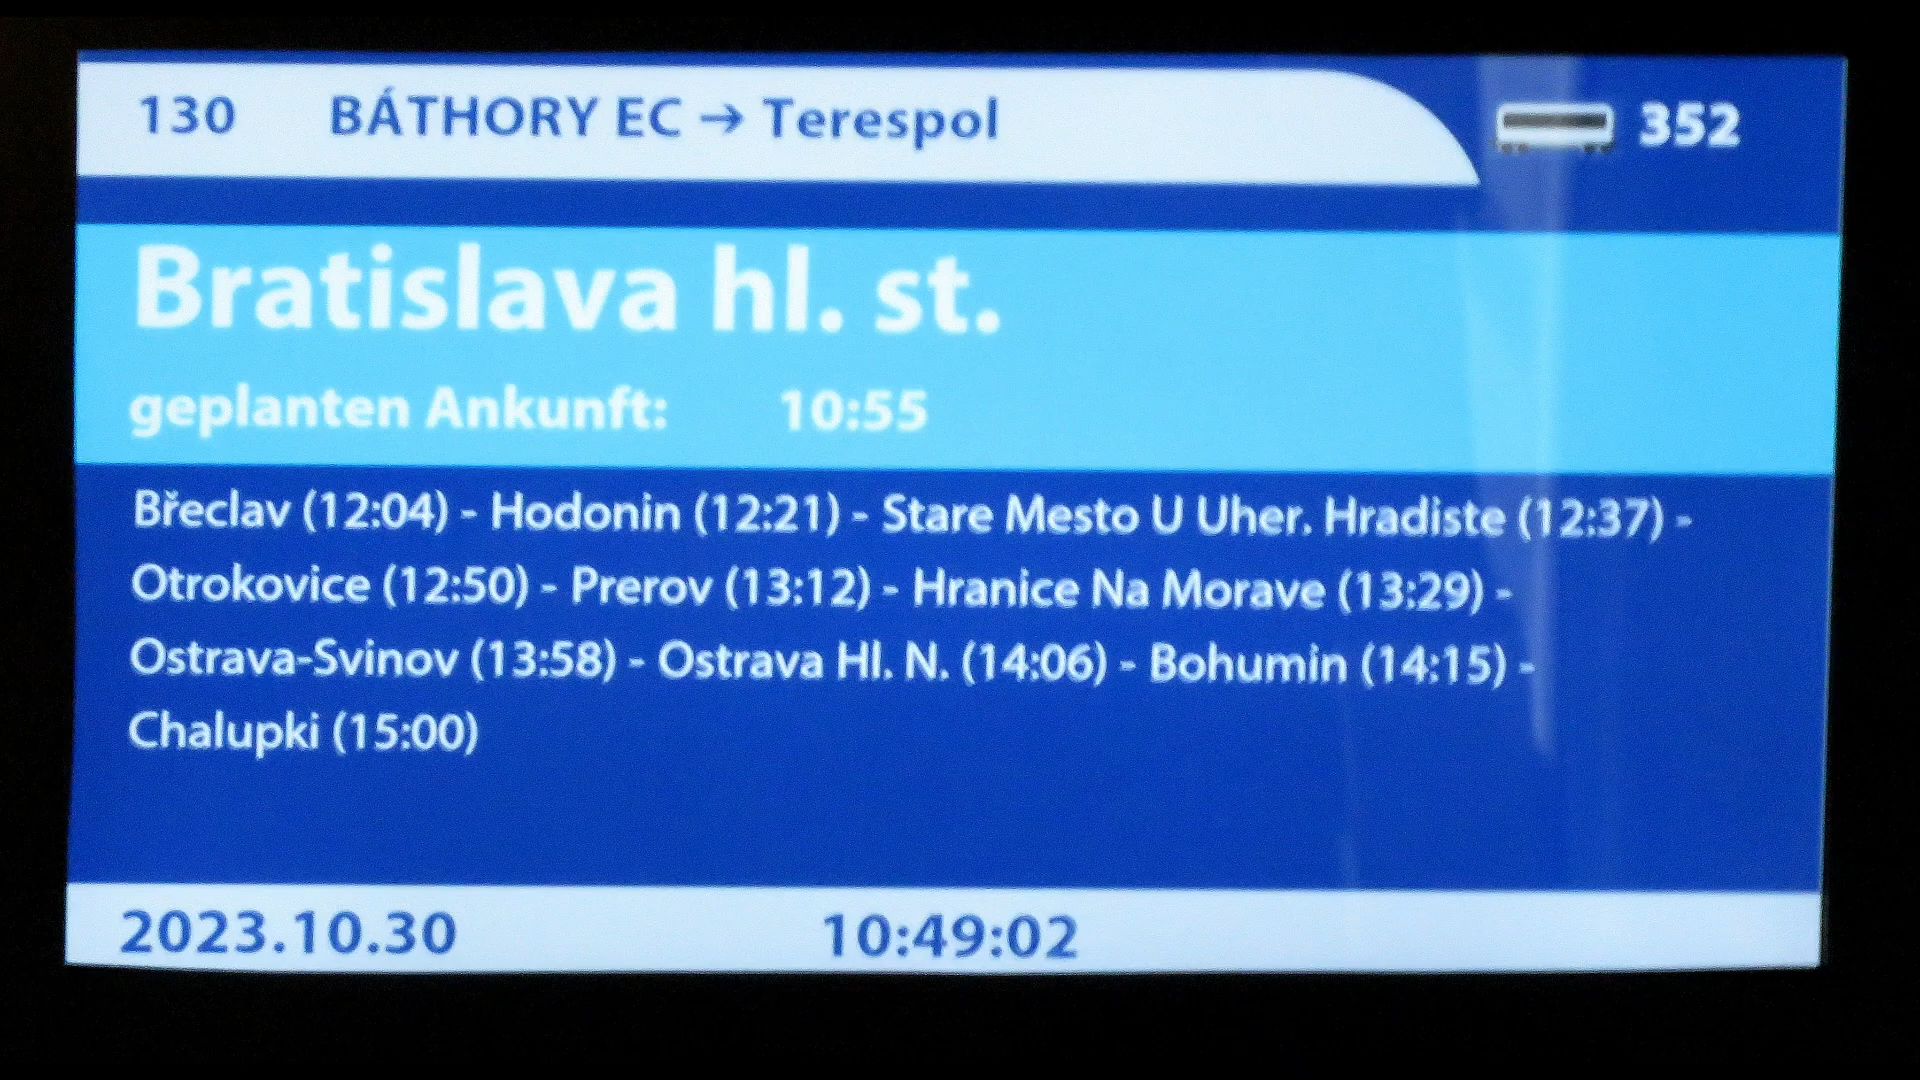 130 BÁTHORY EC → Terespol 352
Bratislava hl. st.
geplanten Ankunft: 10:55
Břeclav (12:04) - Hodonin (12:21) - Stare Mesto U Uher. Hradiste (12:37) -
Otrokovice (12:50) - Prerov (13:12) - Hranice Na Morave (13:29) -
Ostrava-Svinov (13:58) - Ostrava Hl. N. (14:06) - Bohumin (14:15) -
Chalupki (15:00)
2023.10.30 10:49:02